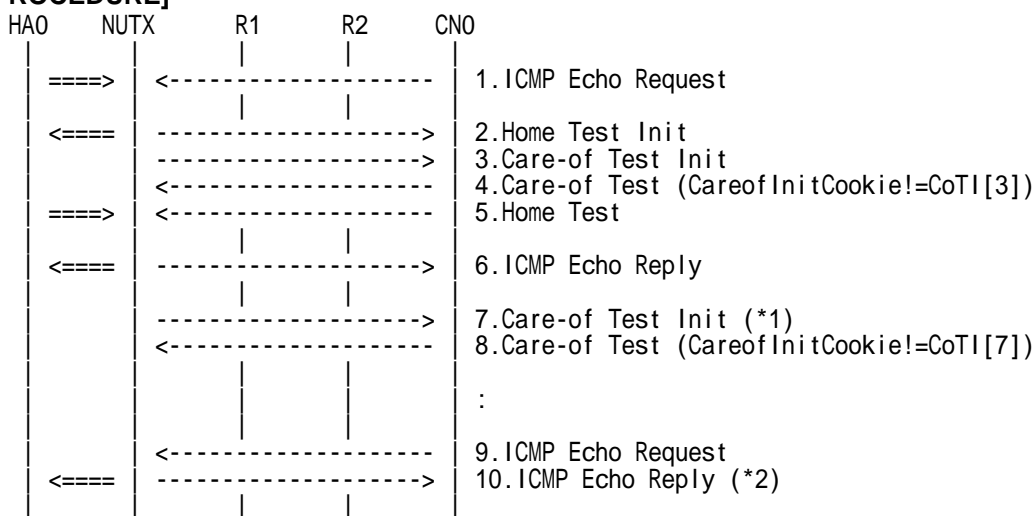 ROCEDURE]
HA0 NUTX R1 R2 CN0
====> <--------------------- 1.ICMP Echo Request
<==== ---------------------> 2.Home Test Init
---------------------> 3.Care-of Test Init
<--------------------- 4.Care-of Test (CareofInitCookie!=CoTI[3])
====> <--------------------- 5.Home Test
<==== ---------------------> 6.ICMP Echo Reply
---------------------> 7.Care-of Test Init (*1)
<--------------------- 8.Care-of Test (CareofInitCookie!=CoTI[7])
:
<--------------------- 9.ICMP Echo Request
<==== ---------------------> 10.ICMP Echo Reply (*2)